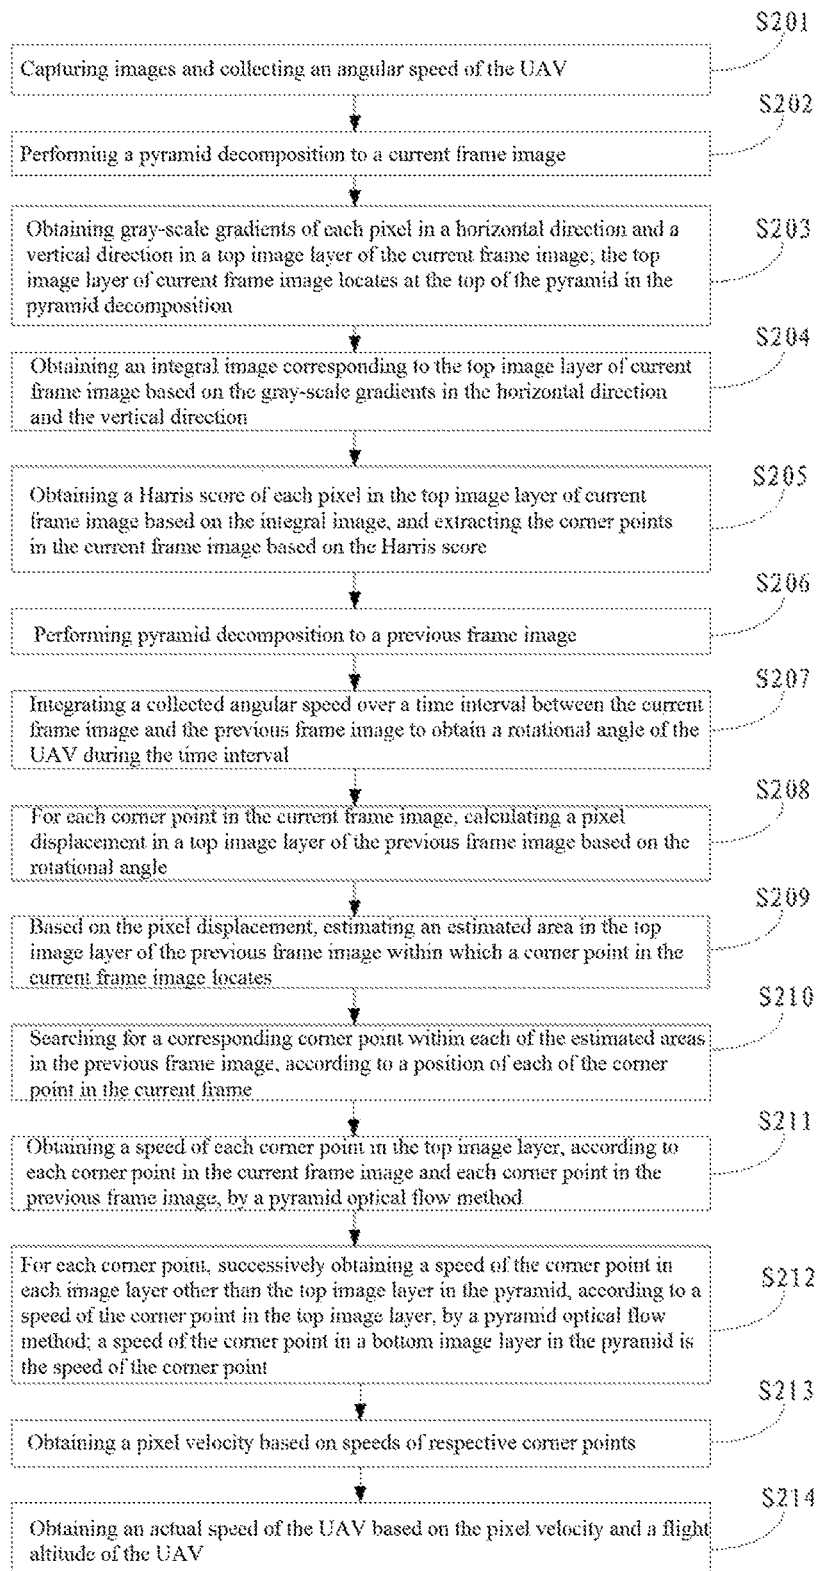 S201
Capturing images and collecting an angular speed of the UAV
S202
Performing a pyramid decomposition to a current frame image
S203
Obtaining gray-scale gradients of each pixel in a horizontal direction and a
vertical direction in a top image layer of the current frame image; the top
image layer of current frame image locates at the top of the pyramid in the
pyramid decomposition
S204
Obtaining an integral image corresponding to the top image layer of current
frame image based on the gray-scale gradients in the horizontal direction
and the vertical direction
S205
Obtaining a Harris score of each pixel in the top image layer of current
frame image based on the integral image, and extracting the corner points
in the current frame image based on the Harris score
S206
Performing pyramid decomposition to a previous frame image
S207
Integrating a collected angular speed over a time interval between the current
frame image and the previous frame image to obtain a rotational angle of the
UAV during the time interval
S208
For each corner point in the current frame image, calculating a pixel
displacement in a top image layer of the previous frame image based on the
rotational angle
S209
Based on the pixel displacement, estimating an estimated area in the top
image layer of the previous frame image within which a corner point in the
current frame image locates
S210
Searching for a corresponding corner point within each of the estimated areas
in the previous frame image, according to a position of each of the corner
point in the current frame
S211
Obtaining a speed of each corner point in the top image layer, according to
each corner point in the current frame image and each corner point in the
previous frame image, by a pyramid optical flow method
S212
For each corner point, successively obtaining a speed of the corner point in
each image layer other than the top image layer in the pyramid, according to a
speed of the corner point in the top image layer, by a pyramid optical flow
method; a speed of the corner point in a bottom image layer in the pyramid is
the speed of the corner point
S213
Obtaining a pixel velocity based on speeds of respective corner points
S214
Obtaining an actual speed of the UAV based on the pixel velocity and a flight
altitude of the UAV